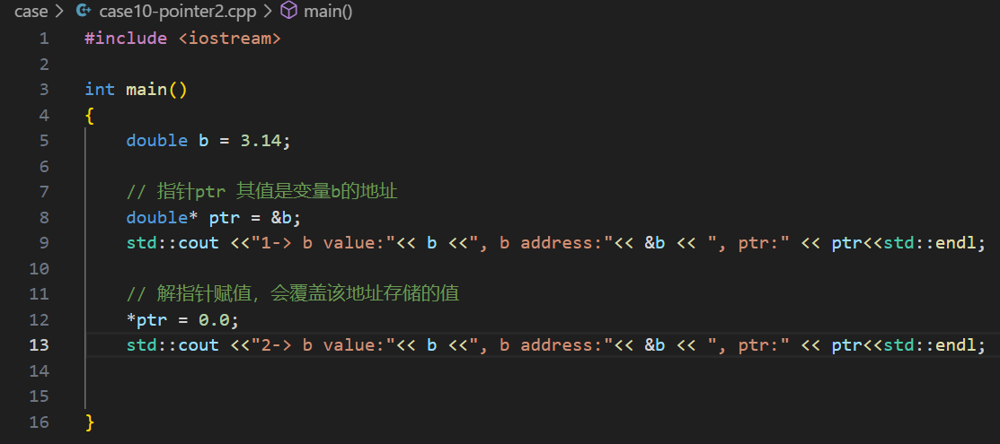 case > case10-pointer2.cpp > main()
1 #include <iostream>
2
3 int main()
4 {
5 double b = 3.14;
6
7 // 指针ptr 其值是变量b的地址
8 double* ptr = &b;
9 std::cout <<"1-> b value:"<< b <<", b address:"<< &b << ", ptr:" << ptr<<std::endl;
10
11 // 解指针赋值，会覆盖该地址存储的值
12 *ptr = 0.0;
13 std::cout <<"2-> b value:"<< b <<", b address:"<< &b << ", ptr:" << ptr<<std::endl;
14
15
16 }